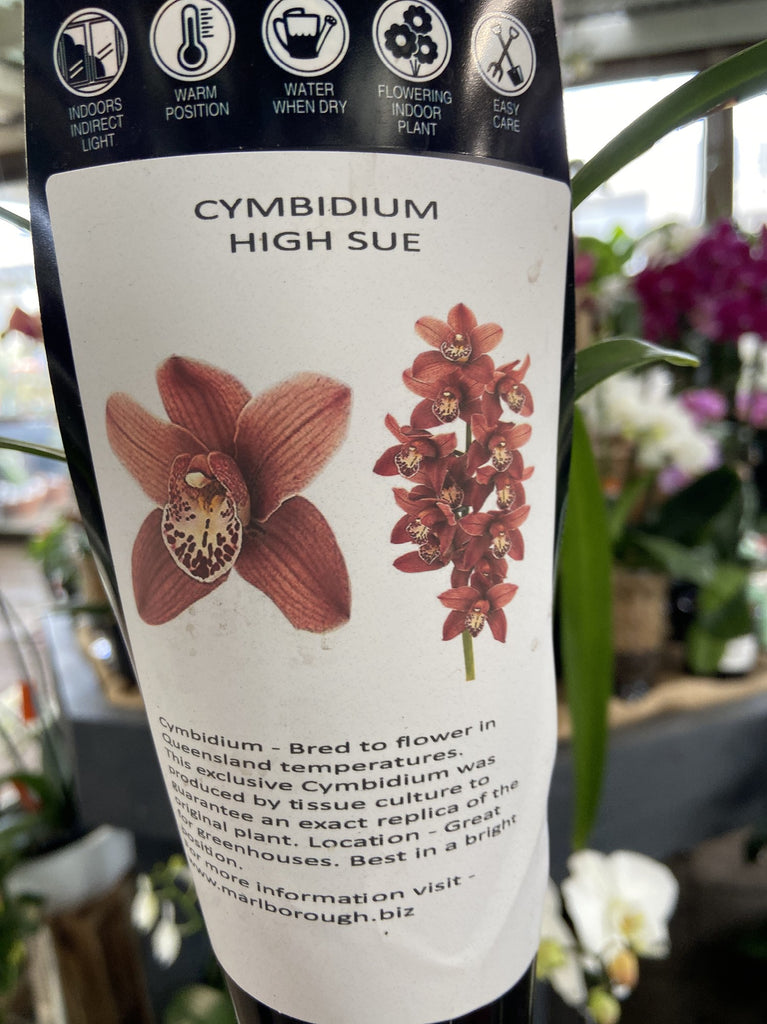 INDOORS
INDIRECT
LIGHT
WARM
POSITION
WATER
WHEN DRY
FLOWERING
INDOOR
PLANT
EASY
CARE
CYMBIDIUM
HIGH SUE
Cymbidium - Bred to flower in
Queensland temperatures.
This exclusive Cymbidium was
produced by tissue culture to
guarantee an exact replica of the
original plant. Location - Great
for greenhouses. Best in a bright
position.
For more information visit -
www.marlborough.biz